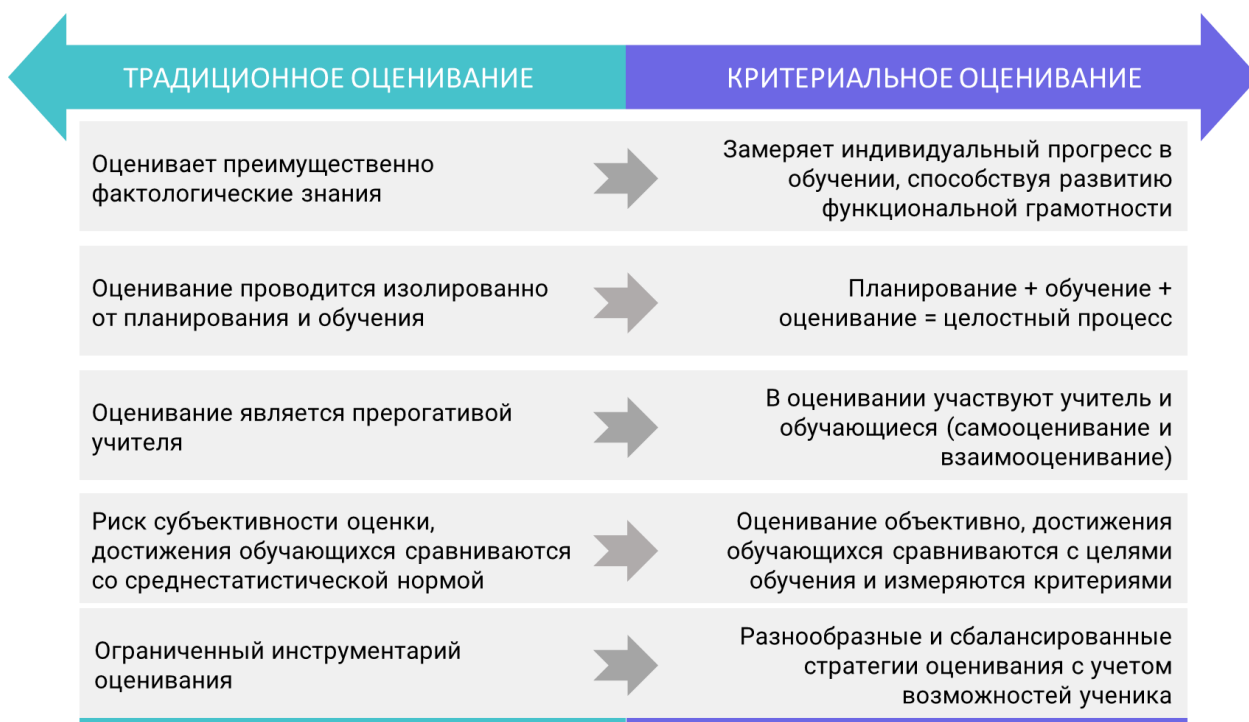 ТРАДИЦИОННОЕ ОЦЕНИВАНИЕ
КРИТЕРИАЛЬНОЕ ОЦЕНИВАНИЕ
Оценивает преимущественно
фактологические знания
Замеряет индивидуальный прогресс в
обучении, способствуя развитию
функциональной грамотности
Оценивание проводится изолированно
от планирования и обучения
Планирование + обучение +
оценивание = целостный процесс
Оценивание является прерогативой
учителя
В оценивании участвуют учитель и
обучающиеся (самооценивание и
взаимооценивание)
Риск субъективности оценки,
достижения обучающихся сравниваются
со среднестатистической нормой
Оценивание объективно, достижения
обучающихся сравниваются с целями
обучения и измеряются критериями
Ограниченный инструментарий
оценивания
Разнообразные и сбалансированные
стратегии оценивания с учетом
возможностей ученика